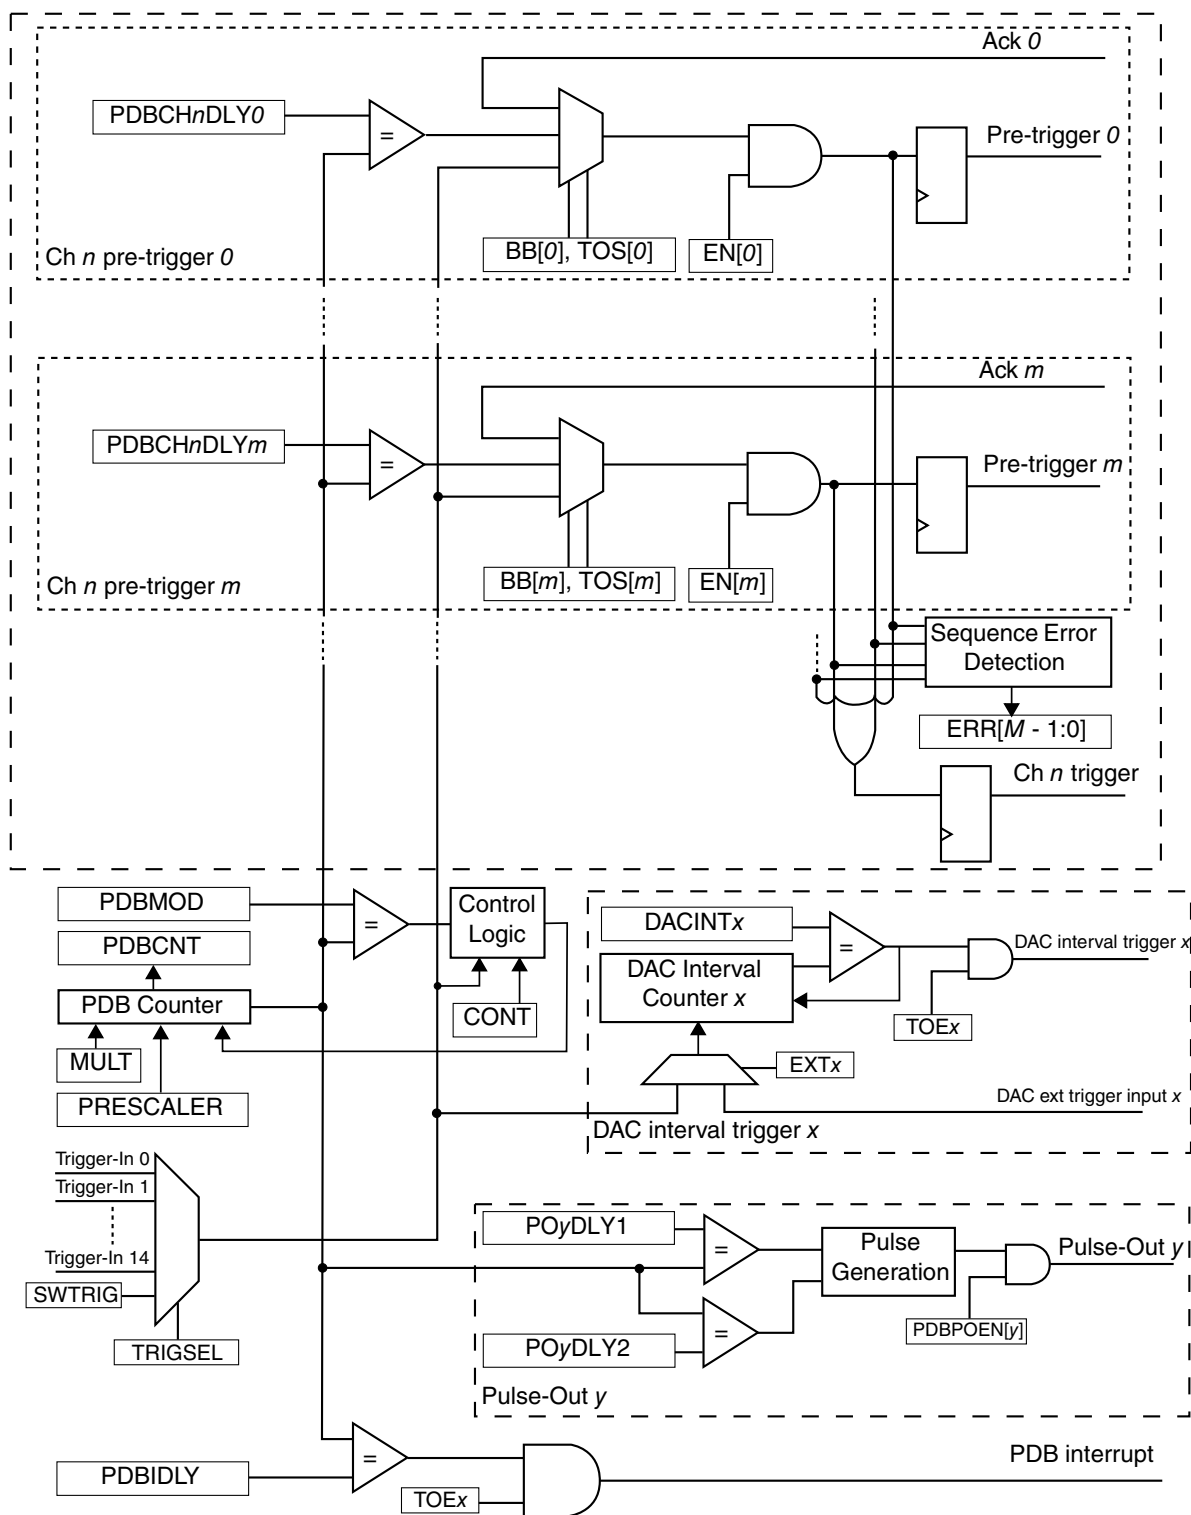 Ack 0
PDBCHnDLY0
=
Pre-trigger 0
BB[0], TOS[0]
EN[0]
Ch n pre-trigger 0
Ack m
PDBCHnDLYm
=
Pre-trigger m
BB[m], TOS[m]
EN[m]
Ch n pre-trigger m
Sequence Error
Detection
ERR[M - 1:0]
Ch n trigger
PDBMOD
=
Control
Logic
PDBCNT
PDB Counter
CONT
MULT
PRESCALER
DACINTx
=
DAC interval trigger x
DAC Interval
Counter x
TOEx
EXTx
DAC ext trigger input x
DAC interval trigger x
Trigger-In 0
Trigger-In 1
Trigger-In 14
SWTRIG
TRIGSEL
POyDLY1
=
Pulse
Generation
Pulse-Out y
PDBPOEN[y]
=
POyDLY2
Pulse-Out y
PDBIDLY
=
TOEx
PDB interrupt